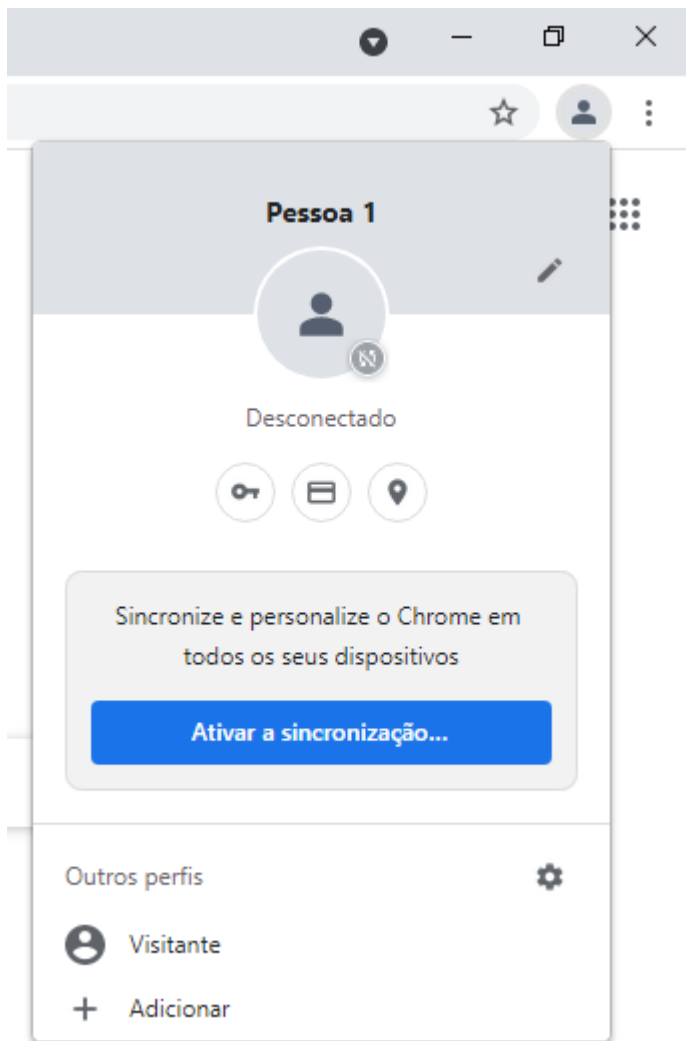 Pessoa 1
Desconectado
Sincronize e personalize o Chrome em
todos os seus dispositivos
Ativar a sincronização...
Outros perfis
Visitante
Adicionar